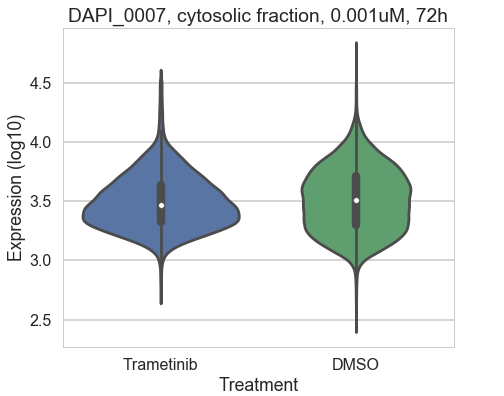 DAPI_0007, cytosolic fraction, 0.001uM, 72h
Expression (log10)
4.5
4.0
3.5
3.0
2.5
Trametinib DMSO
Treatment